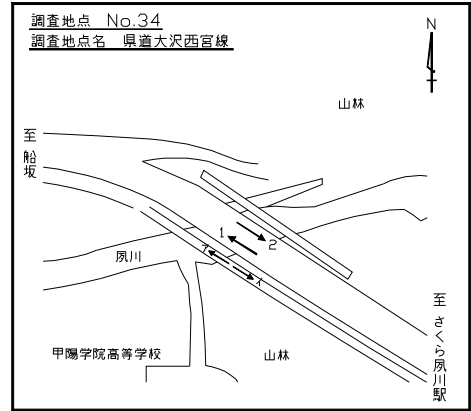 調査地点 No.34
調査地点名 県道大沢西宮線
N
山林
至 船坂
1
2
ア
イ
夙川
至 さくら夙川駅
甲陽学院高等学校
山林